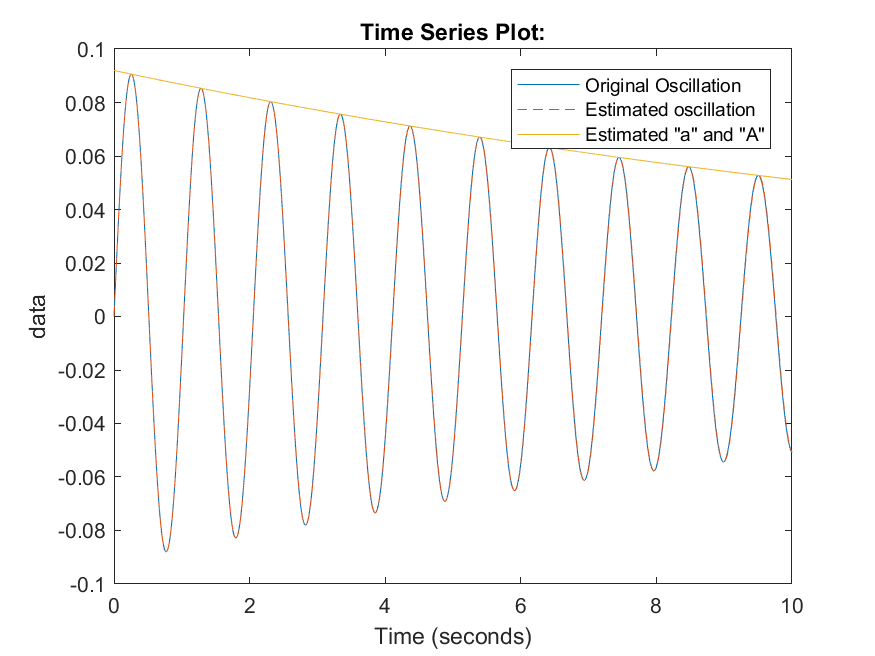 Time Series Plot:
0.1
0.08
0.06
0.04
0.02
0
-0.02
-0.04
-0.06
-0.08
-0.1
data
Original Oscillation
Estimated oscillation
Estimated "a" and "A"
0 2 4 6 8 10
Time (seconds)